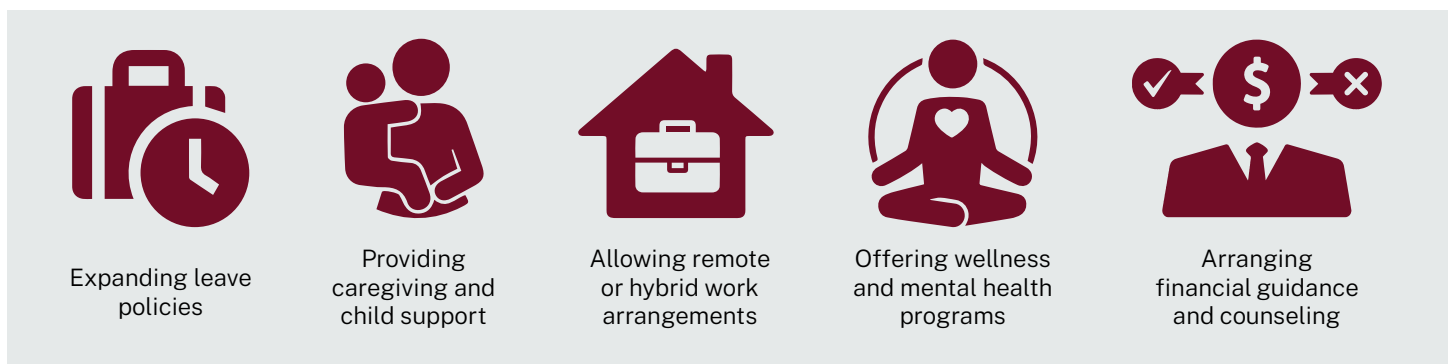 Expanding leave
policies
Providing
caregiving and
child support
Allowing remote
or hybrid work
arrangements
Offering wellness
and mental health
programs
$
Arranging
financial guidance
and counseling